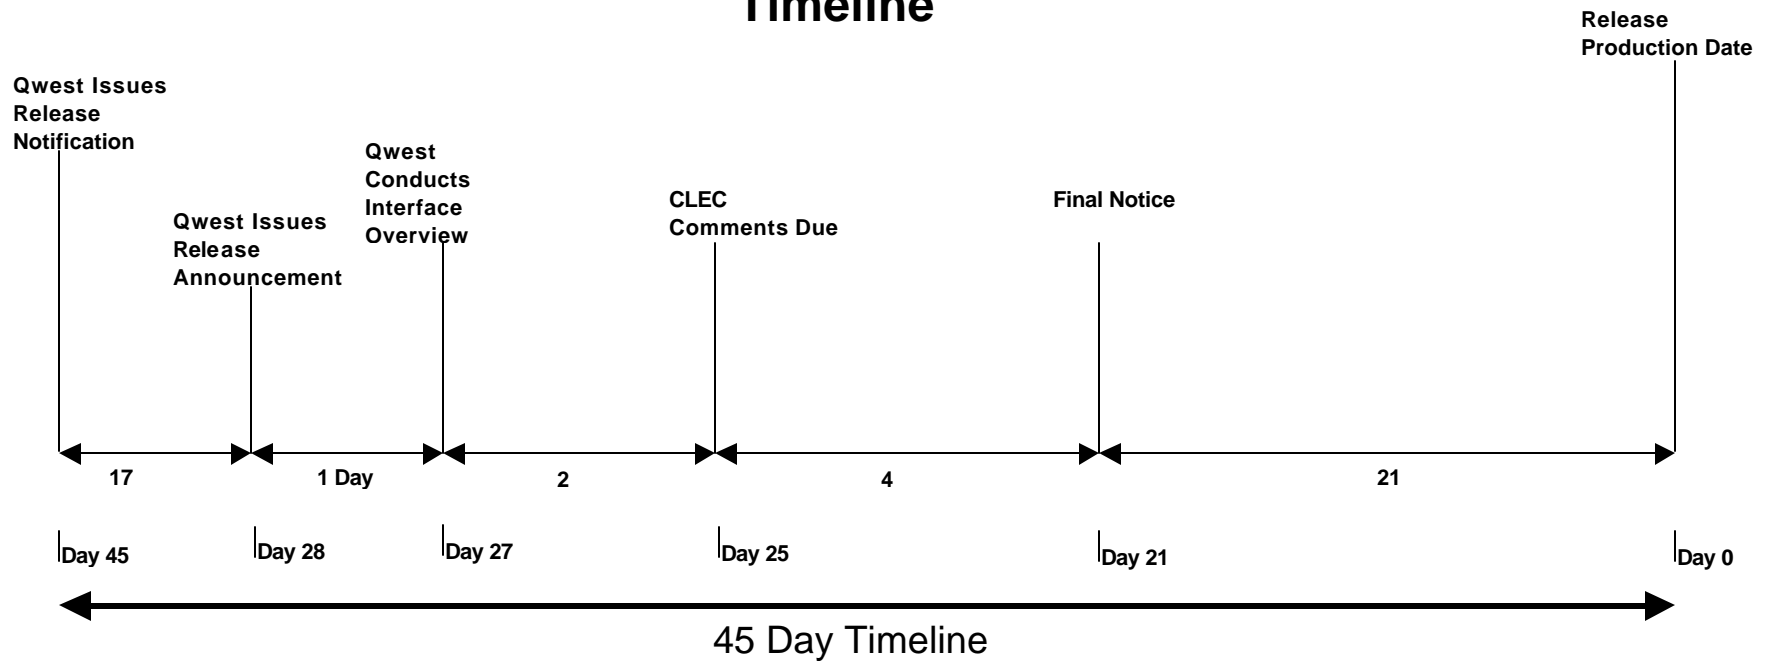 Timeline
Release
Production Date
Qwest Issues
Release
Notification
Qwest
Conducts
Interface
Overview
CLEC
Comments Due
Final Notice
Qwest Issues
Release
Announcement
17
1 Day
2
4
21
Day 45
Day 28
Day 27
Day 25
Day 21
Day 0
45 Day Timeline